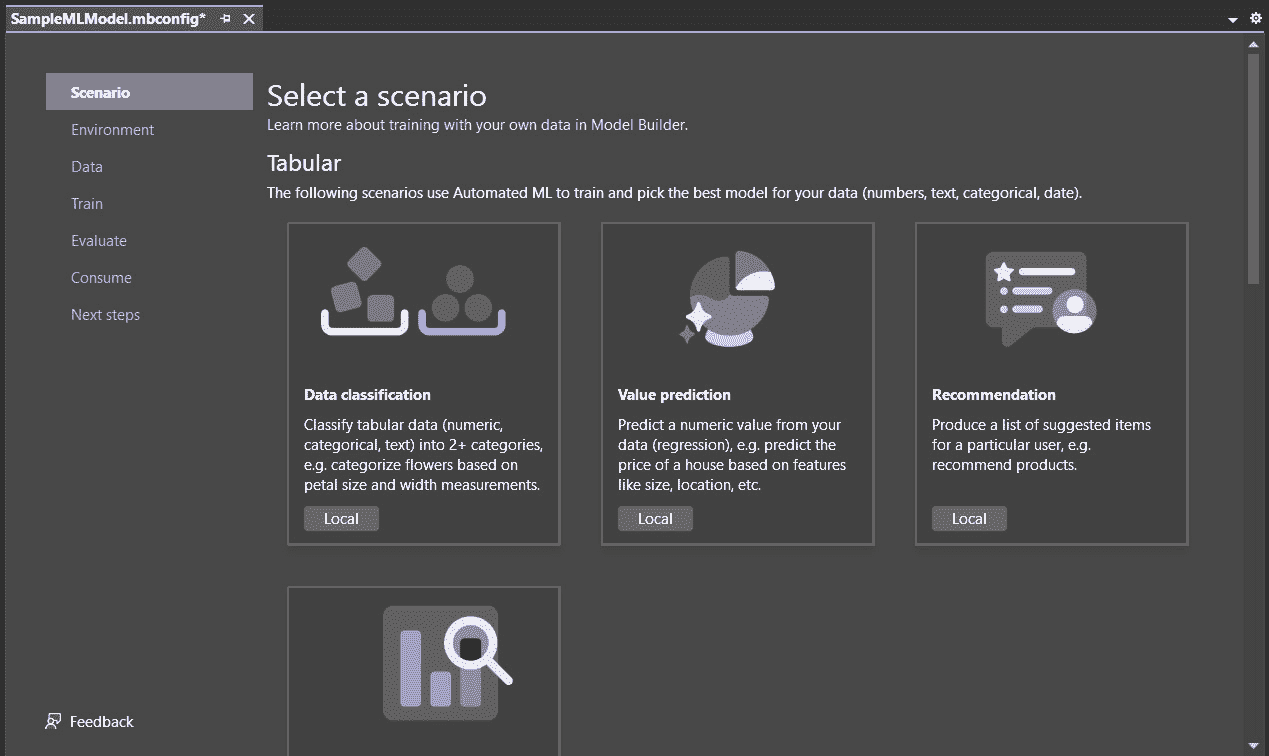 SampleMLModel.mbconfig*
Scenario
Environment
Data
Train
Evaluate
Consume
Next steps
Feedback
Select a scenario
Learn more about training with your own data in Model Builder.
Tabular
The following scenarios use Automated ML to train and pick the best model for your data (numbers, text, categorical, date).
Data classification
Classify tabular data (numeric,
categorical, text) into 2+ categories,
e.g. categorize flowers based on
petal size and width measurements.
Local
Value prediction
Predict a numeric value from your
data (regression), e.g. predict the
price of a house based on features
like size, location, etc.
Local
Recommendation
Produce a list of suggested items
for a particular user, e.g.
recommend products.
Local